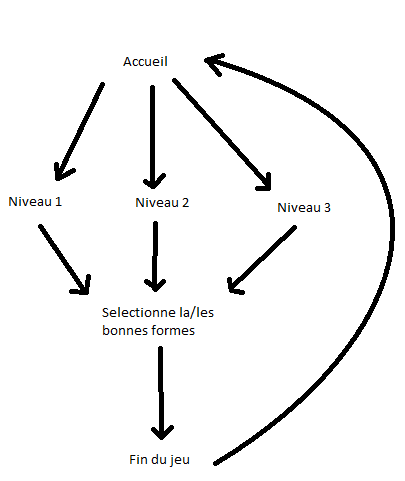 Accueil
Niveau 1
Niveau 2
Niveau 3
Selectionne la/les
bonnes formes
Fin du jeu